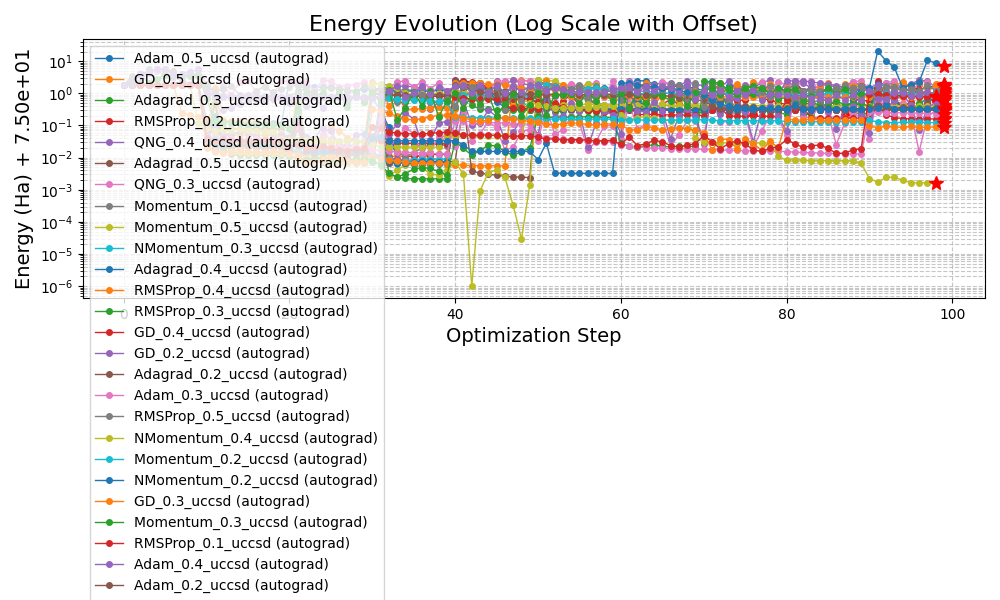 Energy Evolution (Log Scale with Offset)
Energy (Ha) + 7.50e+01
10¹
10⁰
10⁻¹
10⁻²
10⁻³
10⁻⁴
10⁻⁵
10⁻⁶
Adam_0.5_uccsd (autograd)
GD_0.5_uccsd (autograd)
Adagrad_0.3_uccsd (autograd)
RMSProp_0.2_uccsd (autograd)
QNG_0.4_uccsd (autograd)
Adagrad_0.5_uccsd (autograd)
QNG_0.3_uccsd (autograd)
Momentum_0.1_uccsd (autograd)
Momentum_0.5_uccsd (autograd)
NMomentum_0.3_uccsd (autograd)
Adagrad_0.4_uccsd (autograd)
RMSProp_0.4_uccsd (autograd)
RMSProp_0.3_uccsd (autograd)
GD_0.4_uccsd (autograd)
GD_0.2_uccsd (autograd)
Adagrad_0.2_uccsd (autograd)
Adam_0.3_uccsd (autograd)
RMSProp_0.5_uccsd (autograd)
NMomentum_0.4_uccsd (autograd)
Momentum_0.2_uccsd (autograd)
NMomentum_0.2_uccsd (autograd)
GD_0.3_uccsd (autograd)
Momentum_0.3_uccsd (autograd)
RMSProp_0.1_uccsd (autograd)
Adam_0.4_uccsd (autograd)
Adam_0.2_uccsd (autograd)
0 40 60 80 100
Optimization Step